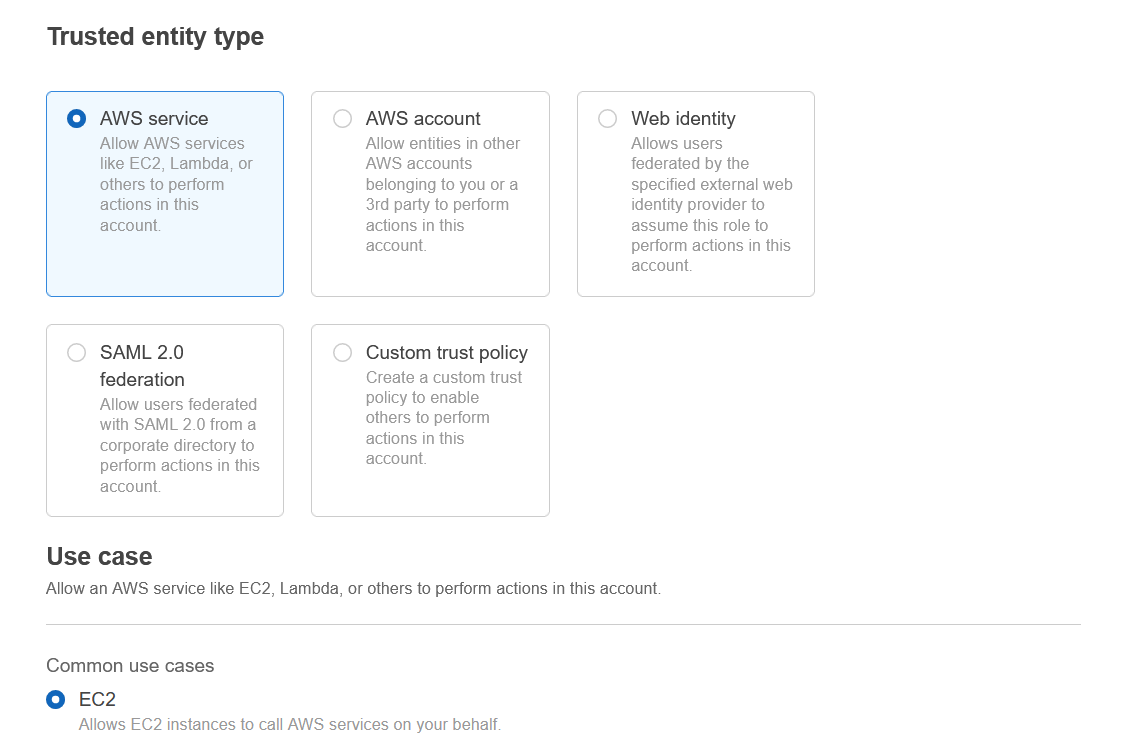 Trusted entity type
AWS service
Allow AWS services
like EC2, Lambda, or
others to perform
actions in this
account.
AWS account
Allow entities in other
AWS accounts
belonging to you or a
3rd party to perform
actions in this
account.
Web identity
Allows users
federated by the
specified external web
identity provider to
assume this role to
perform actions in this
account.
SAML 2.0
federation
Allow users federated
with SAML 2.0 from a
corporate directory to
perform actions in this
account.
Custom trust policy
Create a custom trust
policy to enable
others to perform
actions in this
account.
Use case
Allow an AWS service like EC2, Lambda, or others to perform actions in this account.
Common use cases
EC2
Allows EC2 instances to call AWS services on your behalf.